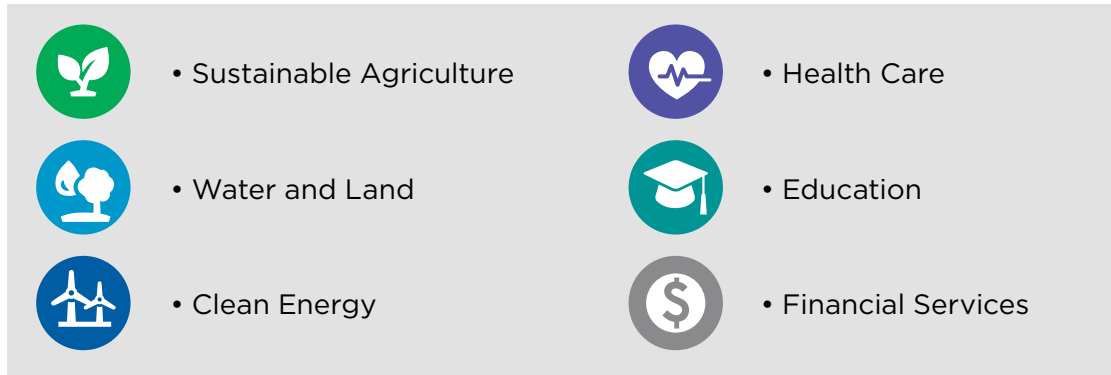 • Sustainable Agriculture
• Water and Land
• Clean Energy
• Health Care
• Education
$
• Financial Services